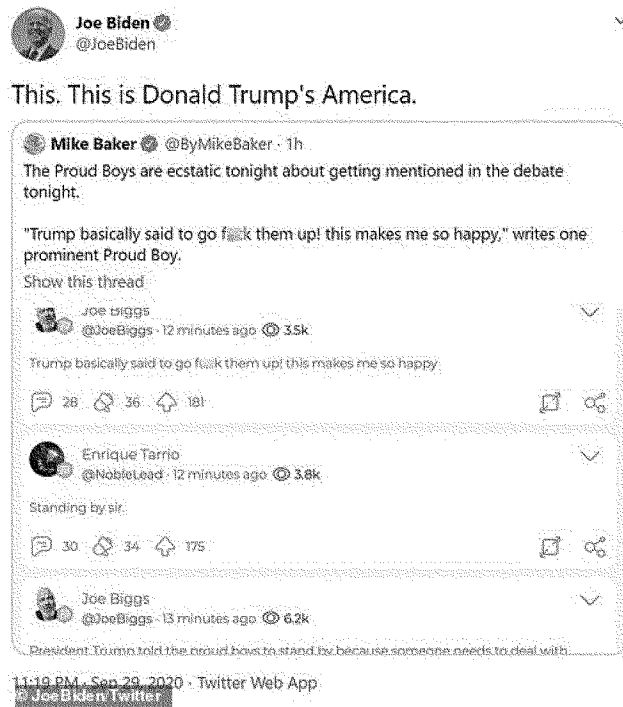 Joe Biden
@JoeBiden
This. This is Donald Trump's America.
Mike Baker @ByMikeBaker · 1h
The Proud Boys are ecstatic tonight about getting mentioned in the debate
tonight.
"Trump basically said to go f k them up! this makes me so happy," writes one
prominent Proud Boy.
Show this thread
Joe Biggs
@JoeBiggs · 12 minutes ago 3.5k
Trump basically said to go fuck them up! this makes me so happy
28 36 181
Enrique Tarrio
@NobleLead · 12 minutes ago 3.8k
Standing by sir.
30 34 175
Joe Biggs
@JoeBiggs · 13 minutes ago 6.2k
President Trump told the proud boys to stand by because someone needs to deal with
11:19 PM · Sep 29, 2020 · Twitter Web App
© Joe Biden Twitter